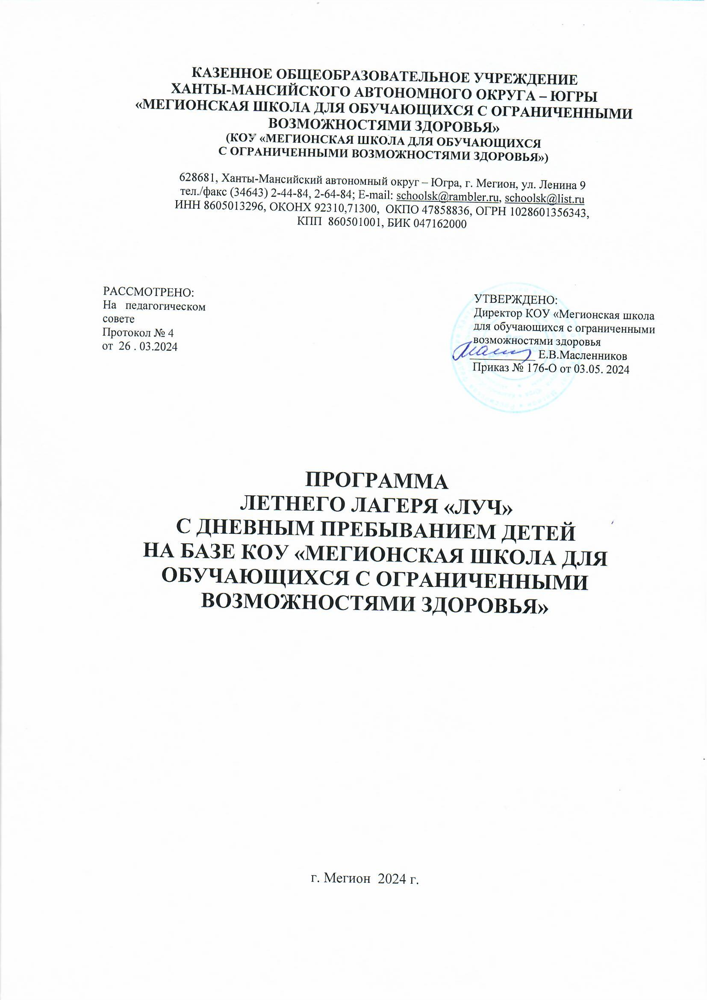 КАЗЕННОЕ ОБЩЕОБРАЗОВАТЕЛЬНОЕ УЧРЕЖДЕНИЕ
ХАНТЫ-МАНСИЙСКОГО АВТОНОМНОГО ОКРУГА – ЮГРЫ
«МЕГИОНСКАЯ ШКОЛА ДЛЯ ОБУЧАЮЩИХСЯ С ОГРАНИЧЕННЫМИ
ВОЗМОЖНОСТЯМИ ЗДОРОВЬЯ»
(КОУ «МЕГИОНСКАЯ ШКОЛА ДЛЯ ОБУЧАЮЩИХСЯ
С ОГРАНИЧЕННЫМИ ВОЗМОЖНОСТЯМИ ЗДОРОВЬЯ»)
628681, Ханты-Мансийский автономный округ – Югра, г. Мегион, ул. Ленина 9
тел./факс (34643) 2-44-84, 2-64-84; E-mail: schoolsk@rambler.ru, schoolsk@list.ru
ИНН 8605013296, ОКОНХ 92310,71300, ОКПО 47858836, ОГРН 1028601356343,
КПП 860501001, БИК 047162000
РАССМОТРЕНО:
На педагогическом
совете
Протокол № 4
от 26 . 03.2024
УТВЕРЖДЕНО:
Директор КОУ «Мегионская школа
для обучающихся с ограниченными
возможностями здоровья
___________ Е.В.Масленников
Приказ № 176-О от 03.05. 2024
ПРОГРАММА
ЛЕТНЕГО ЛАГЕРЯ «ЛУЧ»
С ДНЕВНЫМ ПРЕБЫВАНИЕМ ДЕТЕЙ
НА БАЗЕ КОУ «МЕГИОНСКАЯ ШКОЛА ДЛЯ
ОБУЧАЮЩИХСЯ С ОГРАНИЧЕННЫМИ
ВОЗМОЖНОСТЯМИ ЗДОРОВЬЯ»
г. Мегион 2024 г.